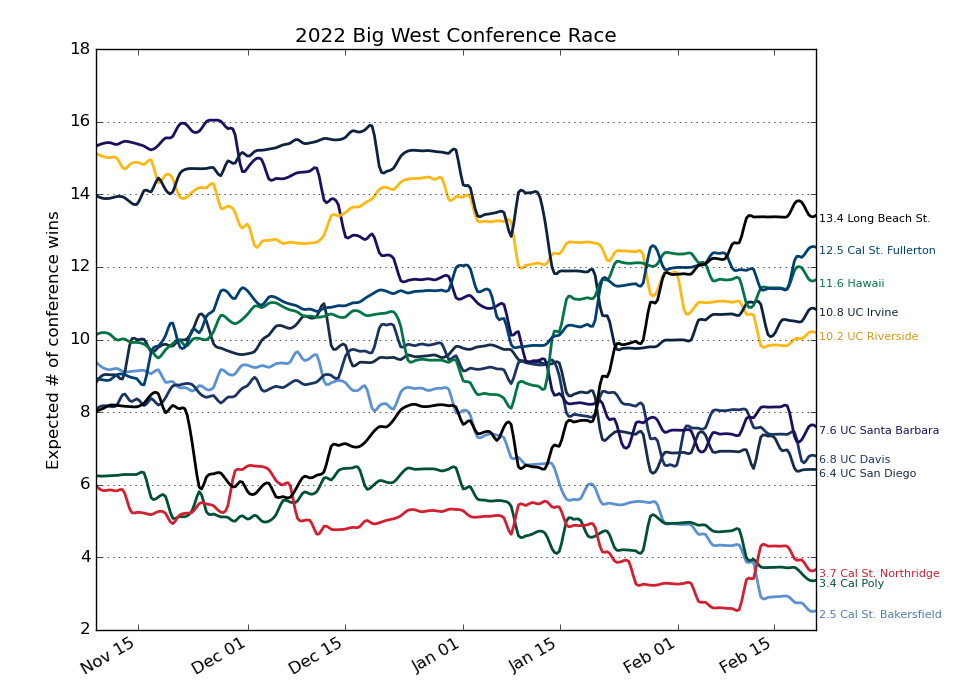 2022 Big West Conference Race
Expected # of conference wins
18
16
14
12
10
8
6
4
2
Nov 15
Dec 01
Dec 15
Jan 01
Jan 15
Feb 01
Feb 15
13.4 Long Beach St.
12.5 Cal St. Fullerton
11.6 Hawaii
10.8 UC Irvine
10.2 UC Riverside
7.6 UC Santa Barbara
6.8 UC Davis
6.4 UC San Diego
3.7 Cal St. Northridge
3.4 Cal Poly
2.5 Cal St. Bakersfield